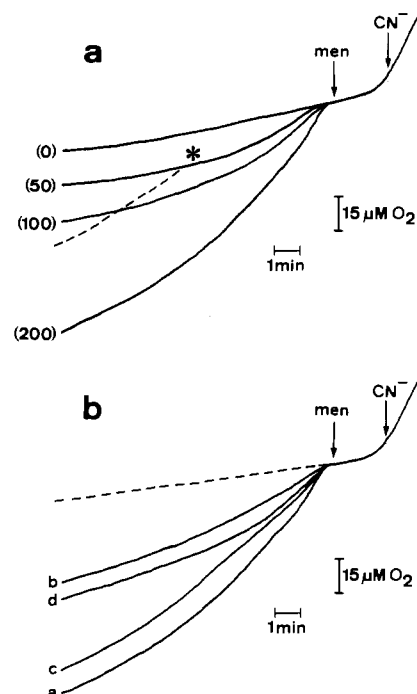 a
men
CN⁻
(0)
(50)
*
(100)
(200)
15 μM O₂
1min
b
men
CN⁻
b
d
c
a
15 μM O₂
1min